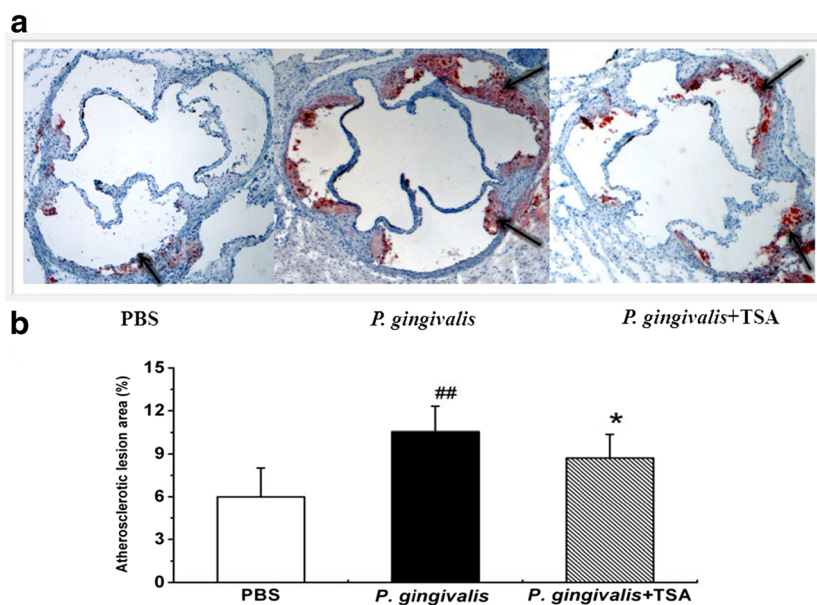 a
PBS
P. gingivalis
P. gingivalis+TSA
b
Atherosclerotic lesion area (%)
15
12
9
6
3
0
##
*
PBS
P. gingivalis
P. gingivalis+TSA